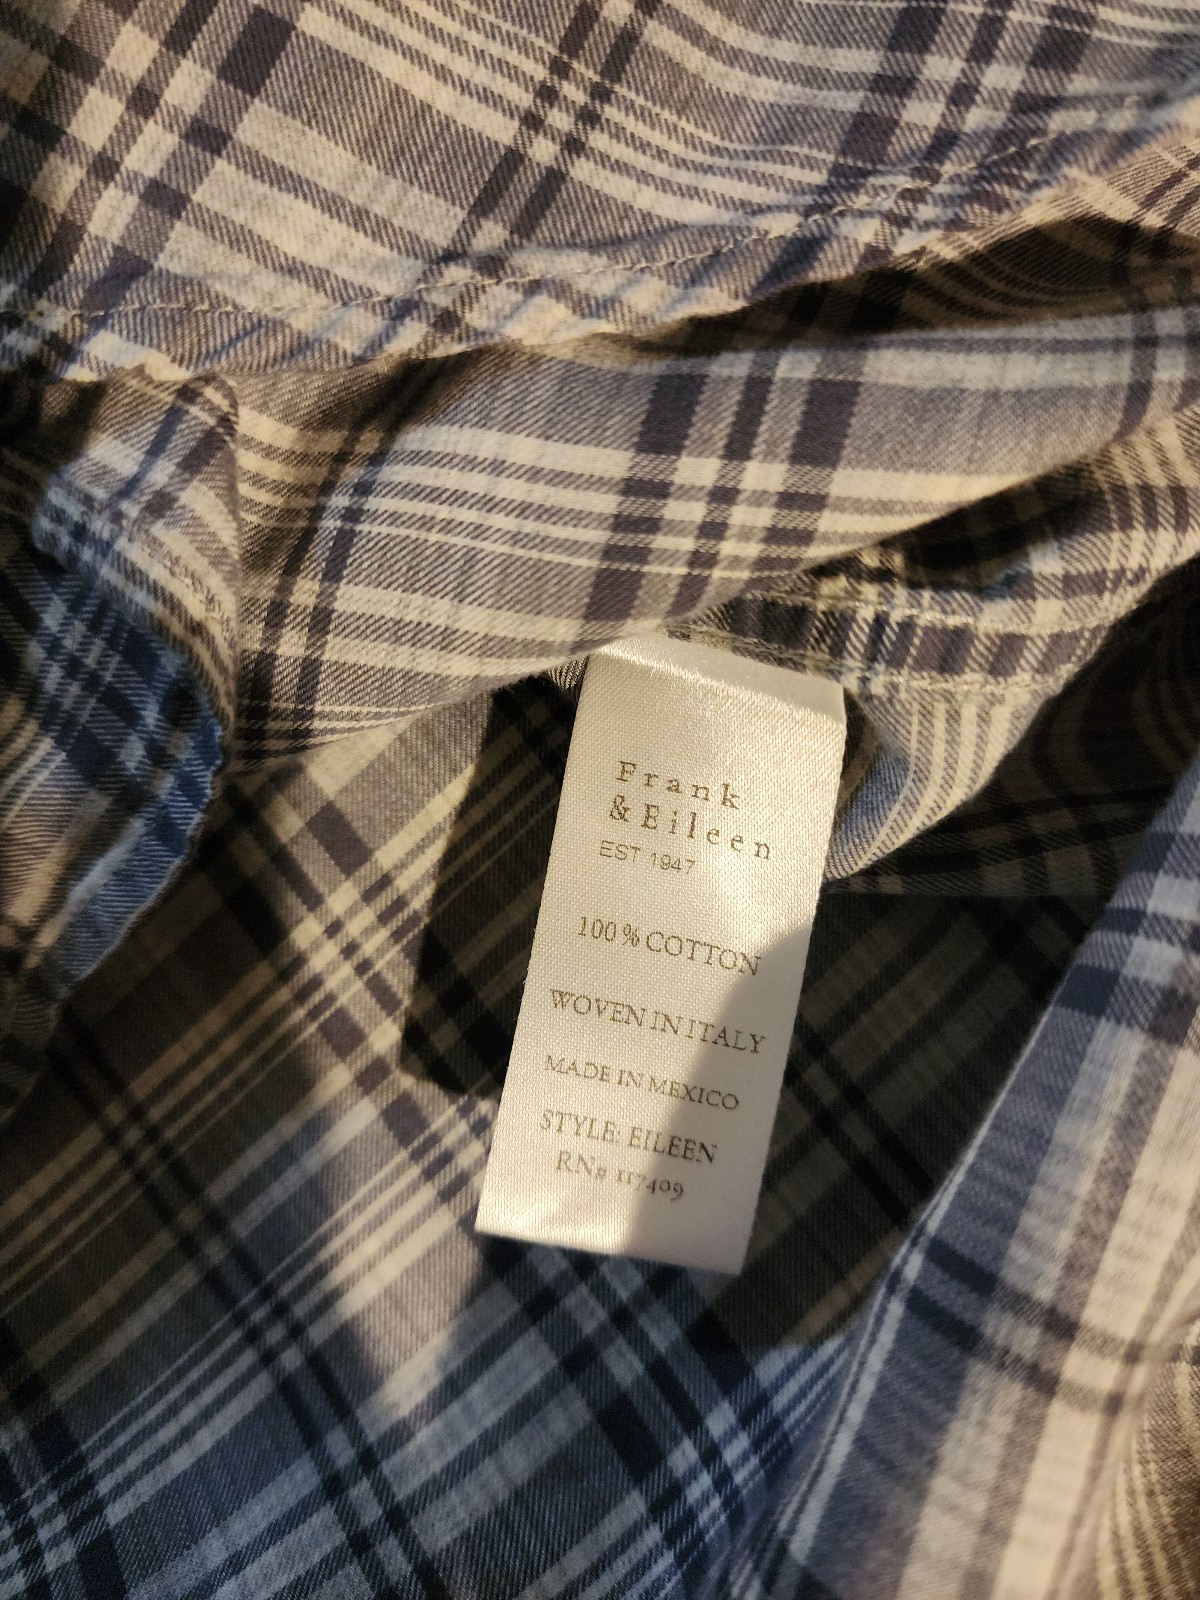 Frank
&Eileen
EST 1947
100% COTTON
WOVEN IN ITALY
MADE IN MEXICO
STYLE: EILEEN
RN# 117409